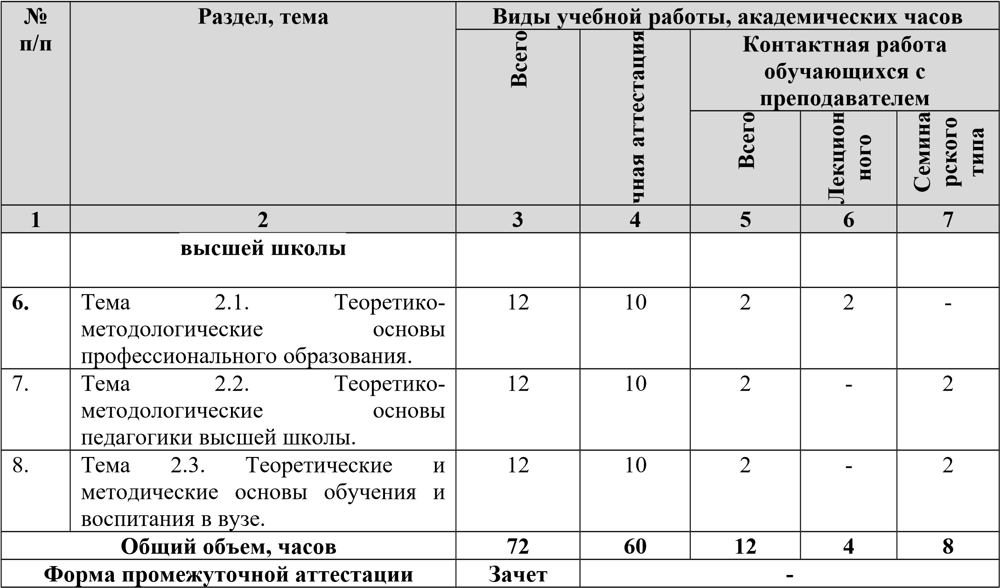 № п/п Раздел, тема Виды учебной работы, академических часов
Всего
чная аттестация
Контактная работа
обучающихся с
преподавателем
Всего
Лекцион
ного
Семина
рского
типа
1 2 3 4 5 6 7
высшей школы
6. Тема 2.1. Теоретико- 12 10 2 2 -
методологические основы
профессионального образования.
7. Тема 2.2. Теоретико- 12 10 2 - 2
методологические основы
педагогики высшей школы.
8. Тема 2.3. Теоретические и 12 10 2 - 2
методические основы обучения и
воспитания в вузе.
Общий объем, часов 72 60 12 4 8
Форма промежуточной аттестации Зачет -